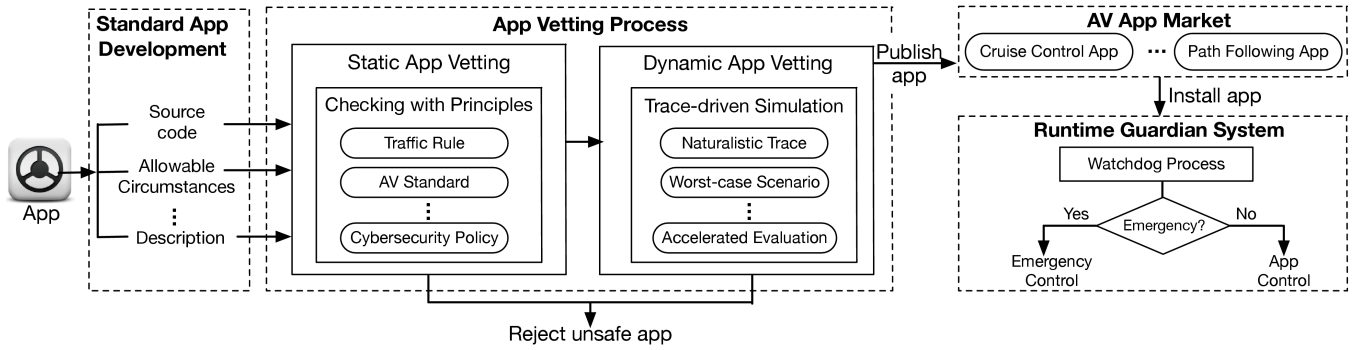 App
Standard App
Development
Source
code
Allowable
Circumstances
Description
App Vetting Process
Static App Vetting
Checking with Principles
Traffic Rule
AV Standard
Cybersecurity Policy
Dynamic App Vetting
Trace-driven Simulation
Naturalistic Trace
Worst-case Scenario
Accelerated Evaluation
Reject unsafe app
Publish
app
AV App Market
Cruise Control App
Path Following App
Install app
Runtime Guardian System
Watchdog Process
Yes
Emergency?
No
Emergency
Control
App
Control